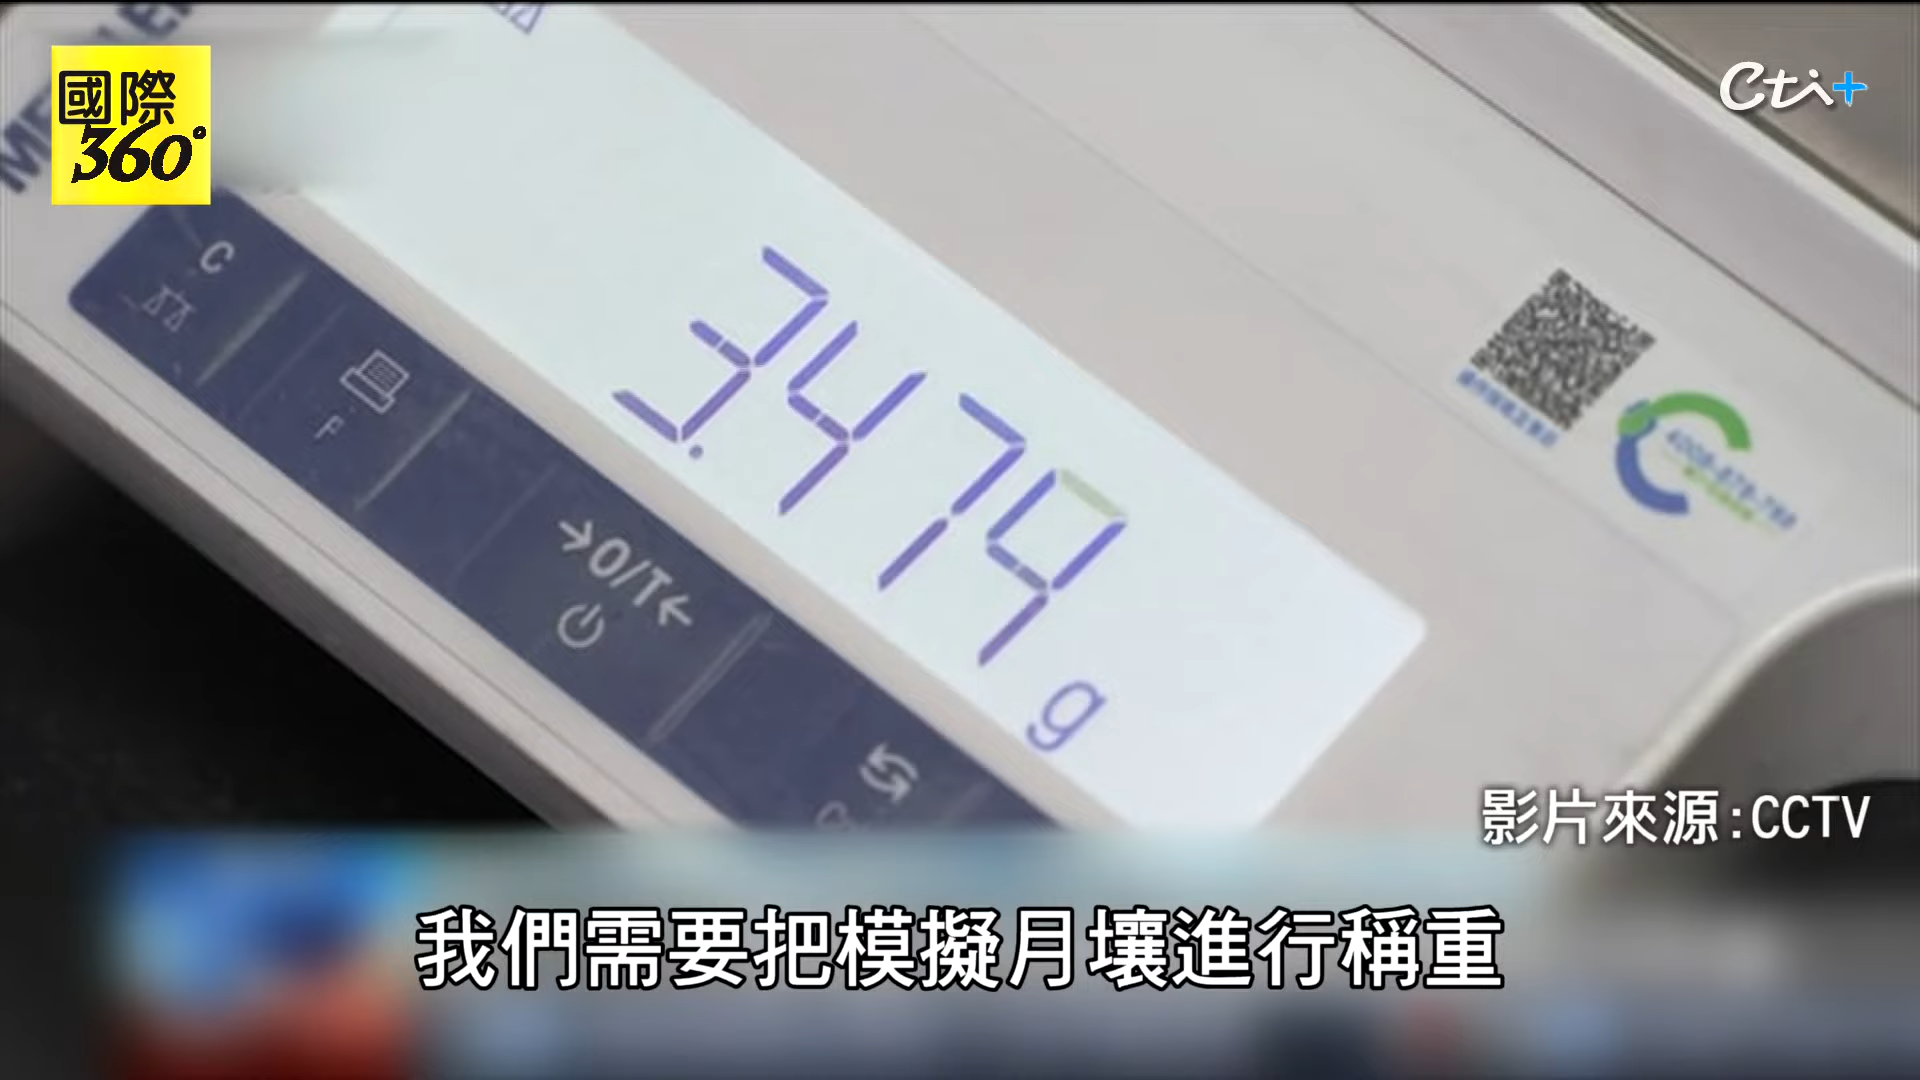 國際
360°
Cti+
C
3.474
g
F
→0/T←
影片來源:CCTV
我們需要把模擬月壤進行稱重